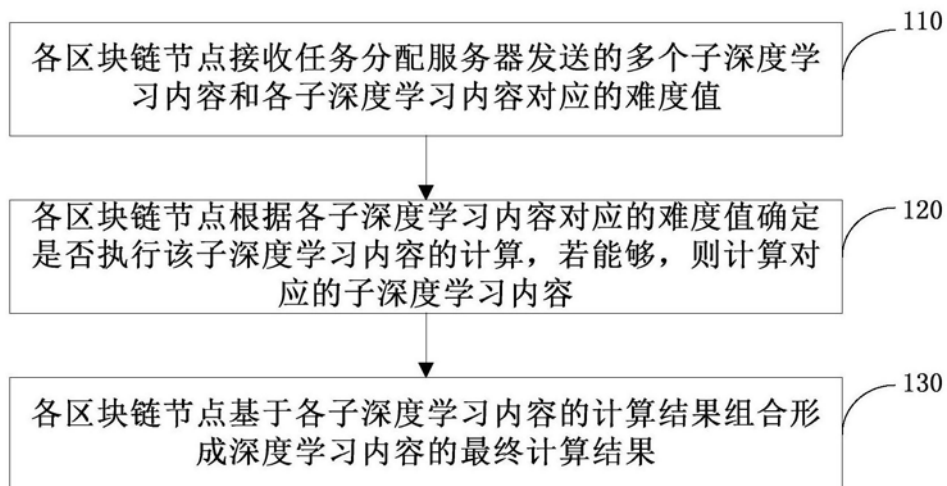 各区块链节点接收任务分配服务器发送的多个子深度学
习内容和各子深度学习内容对应的难度值
110
各区块链节点根据各子深度学习内容对应的难度值确定
是否执行该子深度学习内容的计算，若能够，则计算对
应的子深度学习内容
120
各区块链节点基于各子深度学习内容的计算结果组合形
成深度学习内容的最终计算结果
130